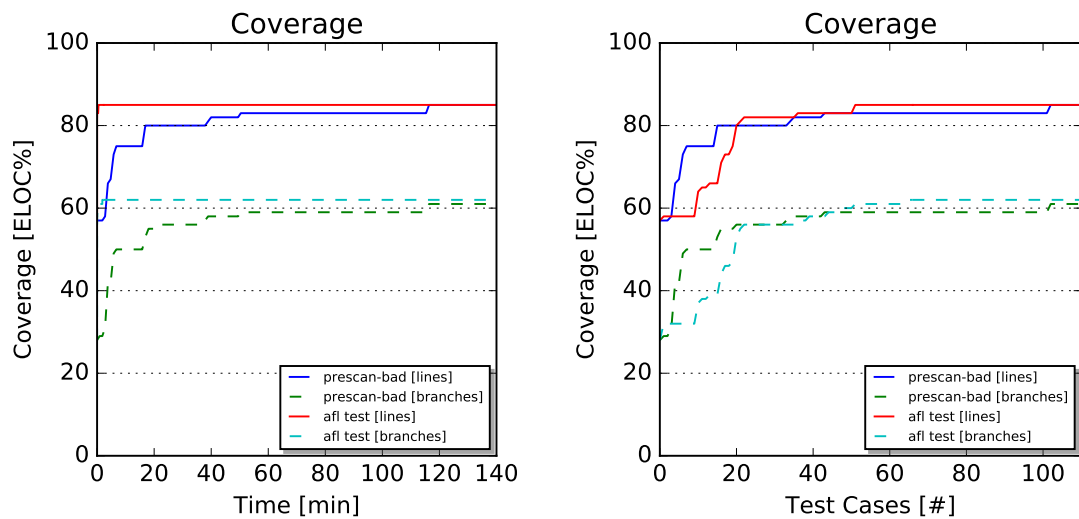 Coverage
100
80
60
40
20
0
Coverage [ELOC%]
0 20 40 60 80 100 120 140
Time [min]
prescan-bad [lines]
prescan-bad [branches]
afl test [lines]
afl test [branches]
Coverage
100
80
60
40
20
0
Coverage [ELOC%]
0 20 40 60 80 100
Test Cases [#]
prescan-bad [lines]
prescan-bad [branches]
afl test [lines]
afl test [branches]